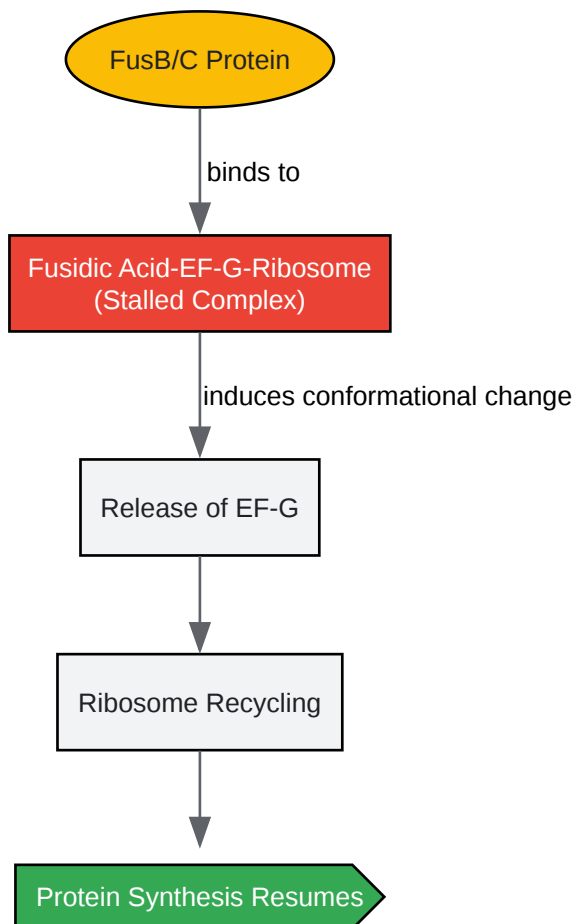 FusB/C Protein
binds to
Fusidic Acid-EF-G-Ribosome
(Stalled Complex)
induces conformational change
Release of EF-G
Ribosome Recycling
Protein Synthesis Resumes